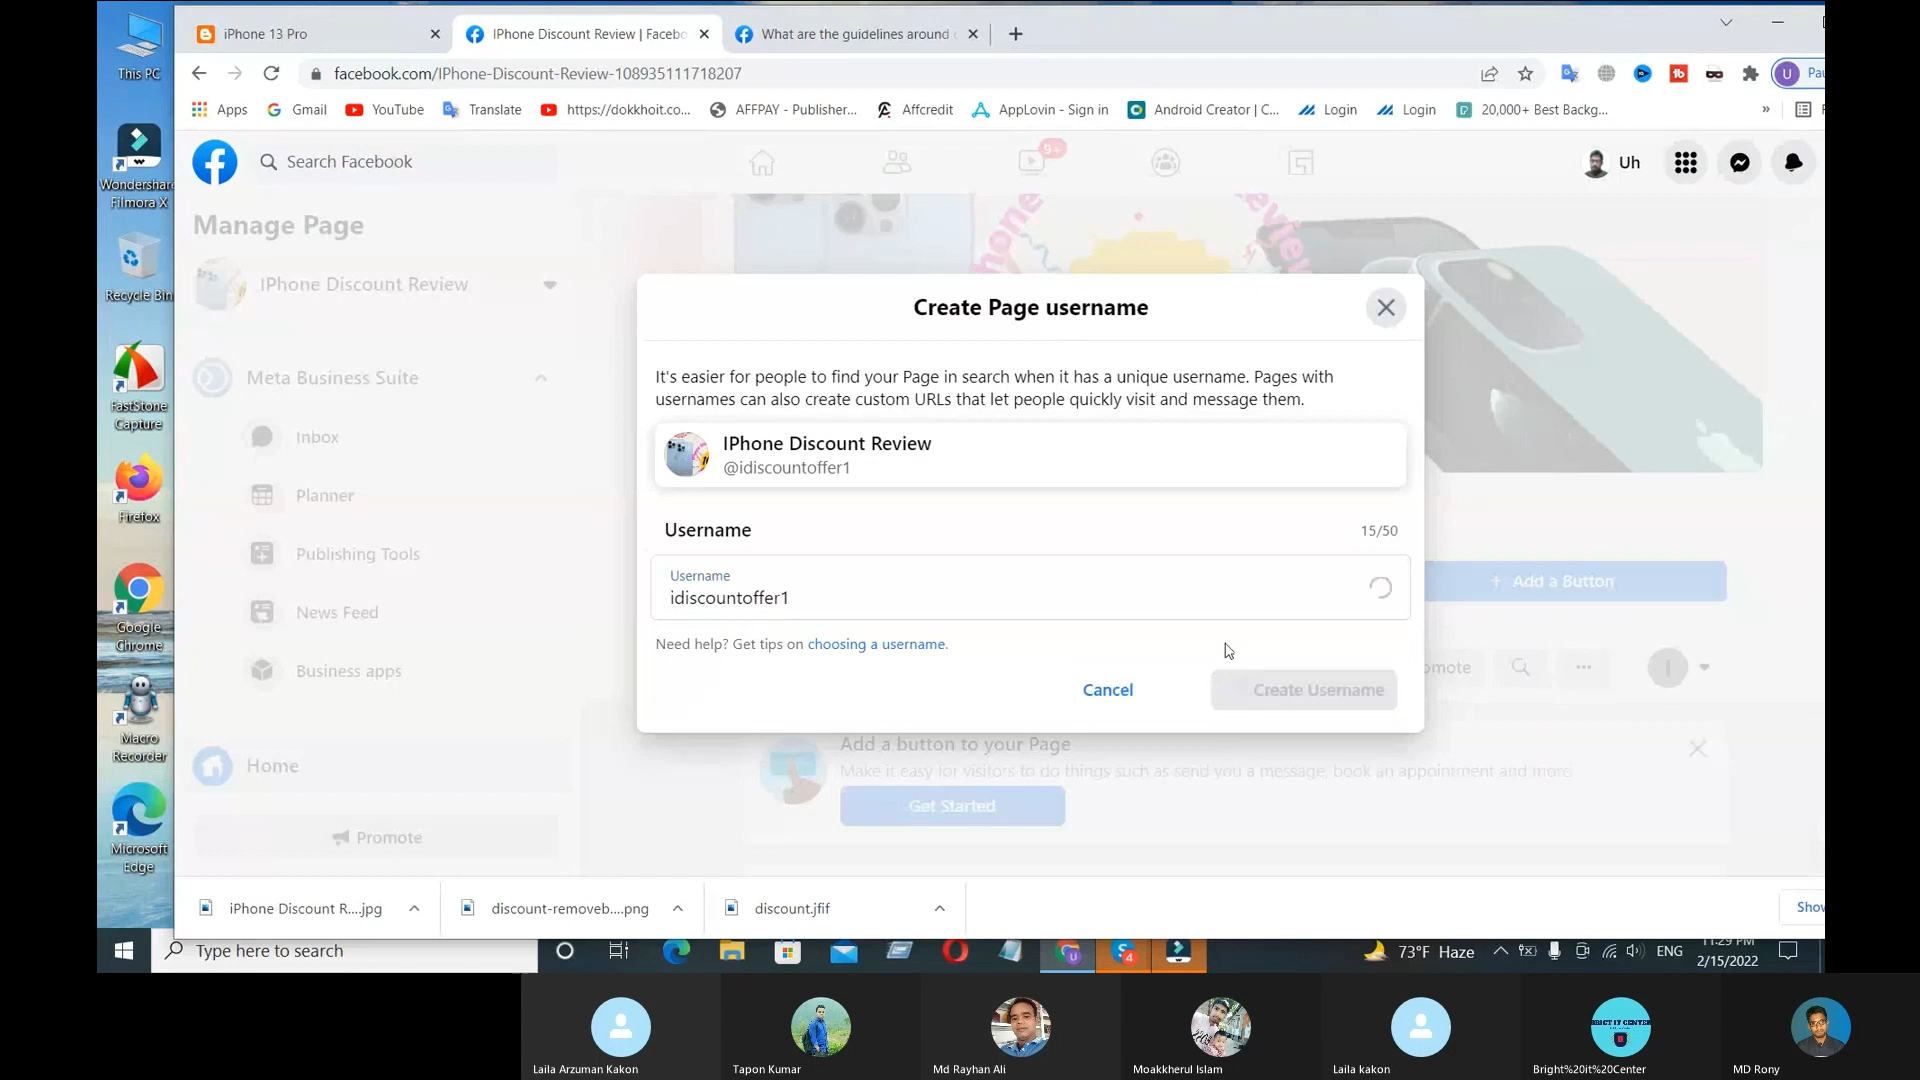 This PC
Wondershare
Filmora X
Recycle Bin
FastStone
Capture
Firefox
Google
Chrome
Macro
Recorder
Microsoft
Edge
iPhone 13 Pro
IPhone Discount Review | Facebo
What are the guidelines around
facebook.com/IPhone-Discount-Review-108935111718207
U
Pau
Apps
Gmail
YouTube
Translate
https://dokkhoit.co...
AFFPAY - Publisher...
Affcredit
AppLovin - Sign in
Android Creator | C...
Login
Login
20,000+ Best Backg...
»
Search Facebook
9+
Uh
Manage Page
IPhone Discount Review
Meta Business Suite
Inbox
Planner
Publishing Tools
News Feed
Business apps
Home
Promote
Create Page username
It's easier for people to find your Page in search when it has a unique username. Pages with
usernames can also create custom URLs that let people quickly visit and message them.
IPhone Discount Review
@idiscountoffer1
Username
15/50
Username
idiscountoffer1
Need help? Get tips on choosing a username.
Cancel
Create Username
+ Add a Button
omote
Add a button to your Page
Make it easy for visitors to do things such as send you a message, book an appointment and more
Get Started
iPhone Discount R....jpg
discount-removeb....png
discount.jfif
Show
Type here to search
4
73°F Haze
ENG
11:29 PM
2/15/2022
Laila Arzuman Kakon
Tapon Kumar
Md Rayhan Ali
Moakkherul Islam
Laila kakon
Bright%20it%20Center
MD Rony